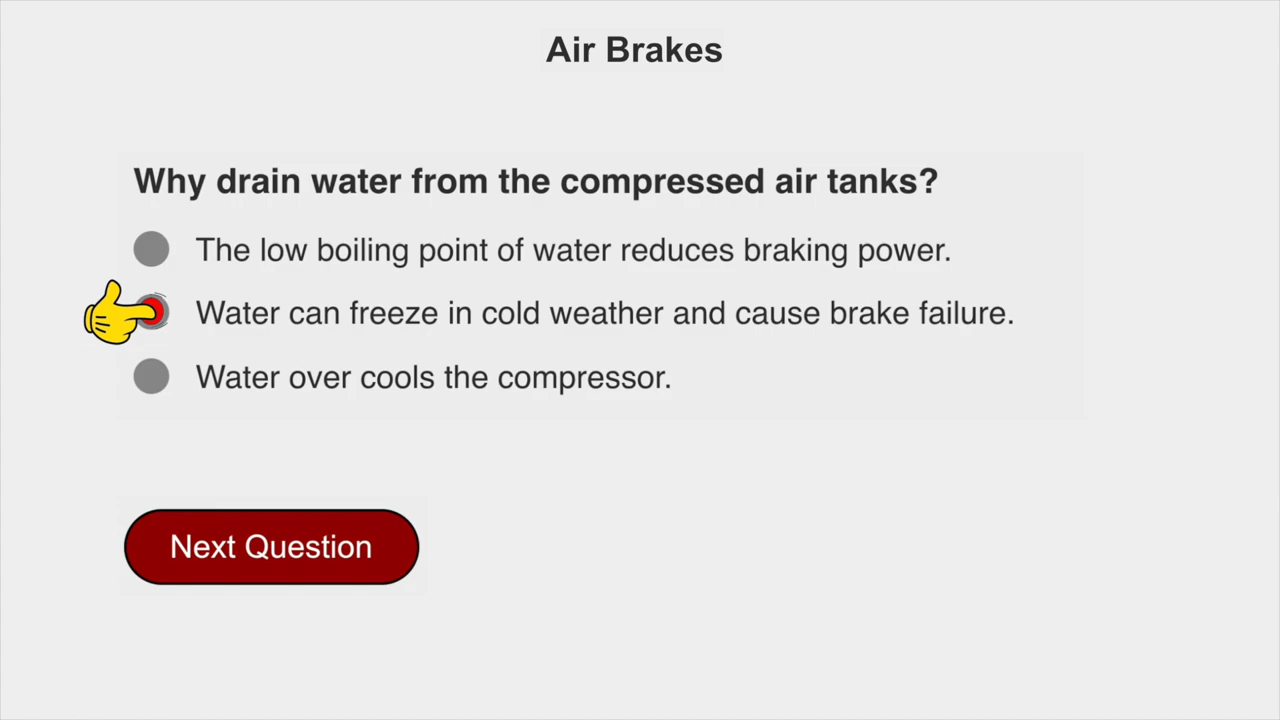 Air Brakes
Why drain water from the compressed air tanks?
The low boiling point of water reduces braking power.
Water can freeze in cold weather and cause brake failure.
Water over cools the compressor.
Next Question